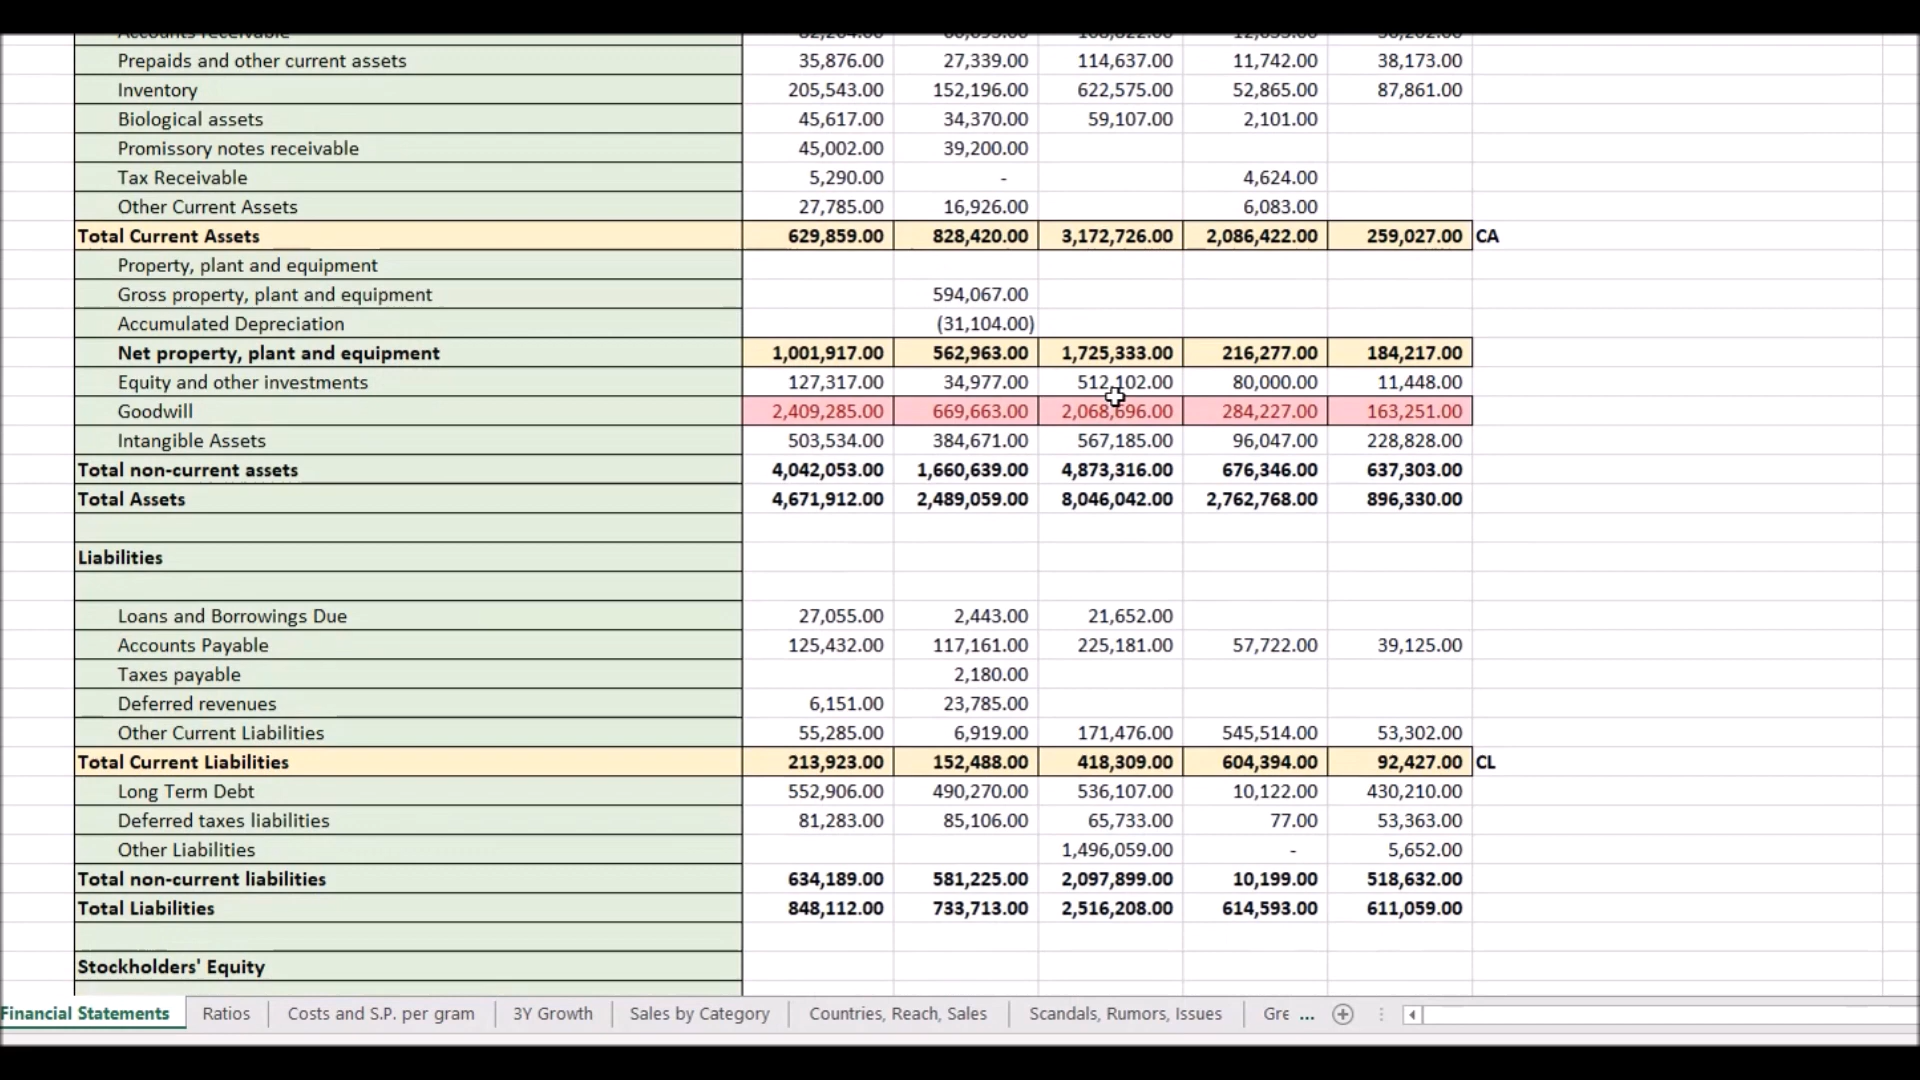 Accounts receivable
Prepaids and other current assets 35,876.00 27,339.00 114,637.00 11,742.00 38,173.00
Inventory 205,543.00 152,196.00 622,575.00 52,865.00 87,861.00
Biological assets 45,617.00 34,370.00 59,107.00 2,101.00
Promissory notes receivable 45,002.00 39,200.00
Tax Receivable 5,290.00 - 4,624.00
Other Current Assets 27,785.00 16,926.00 6,083.00
Total Current Assets 629,859.00 828,420.00 3,172,726.00 2,086,422.00 259,027.00 CA
Property, plant and equipment
Gross property, plant and equipment 594,067.00
Accumulated Depreciation (31,104.00)
Net property, plant and equipment 1,001,917.00 562,963.00 1,725,333.00 216,277.00 184,217.00
Equity and other investments 127,317.00 34,977.00 512,102.00 80,000.00 11,448.00
Goodwill 2,409,285.00 669,663.00 2,068,696.00 284,227.00 163,251.00
Intangible Assets 503,534.00 384,671.00 567,185.00 96,047.00 228,828.00
Total non-current assets 4,042,053.00 1,660,639.00 4,873,316.00 676,346.00 637,303.00
Total Assets 4,671,912.00 2,489,059.00 8,046,042.00 2,762,768.00 896,330.00
Liabilities
Loans and Borrowings Due 27,055.00 2,443.00 21,652.00
Accounts Payable 125,432.00 117,161.00 225,181.00 57,722.00 39,125.00
Taxes payable 2,180.00
Deferred revenues 6,151.00 23,785.00
Other Current Liabilities 55,285.00 6,919.00 171,476.00 545,514.00 53,302.00
Total Current Liabilities 213,923.00 152,488.00 418,309.00 604,394.00 92,427.00 CL
Long Term Debt 552,906.00 490,270.00 536,107.00 10,122.00 430,210.00
Deferred taxes liabilities 81,283.00 85,106.00 65,733.00 77.00 53,363.00
Other Liabilities 1,496,059.00 - 5,652.00
Total non-current liabilities 634,189.00 581,225.00 2,097,899.00 10,199.00 518,632.00
Total Liabilities 848,112.00 733,713.00 2,516,208.00 614,593.00 611,059.00
Stockholders' Equity
Financial Statements Ratios Costs and S.P. per gram 3Y Growth Sales by Category Countries, Reach, Sales Scandals, Rumors, Issues Gre ...